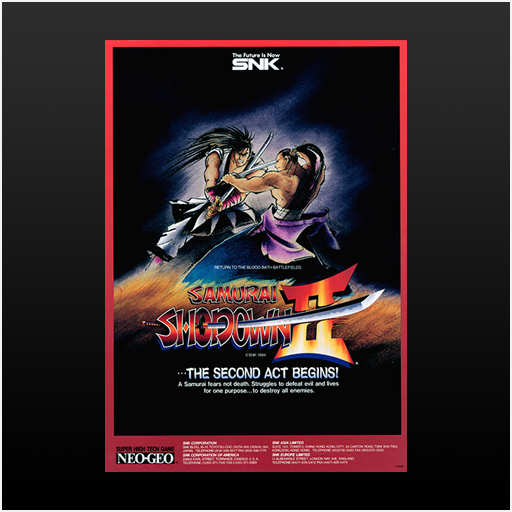 The Future Is Now
SNK®
RETURN TO THE BLOOD-BATH BATTLEFIELDS.
SAMURAI
SHODOWN II
© SNK 1994
...THE SECOND ACT BEGINS!
A Samurai fears not death. Struggles to defeat evil and lives
for one purpose...to destroy all enemies.
SUPER HIGH TECH GAME
NEO•GEO
SNK CORPORATION
SNK CORPORATION OF AMERICA
SNK ASIA LIMITED
SNK EUROPE LIMITED